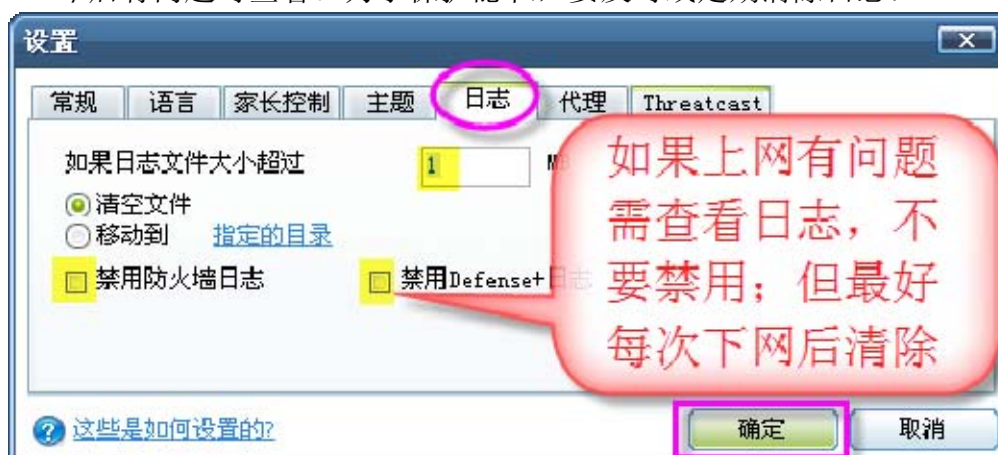 设置
常规 语言 家长控制 主题 日志 代理 Threatcast
如果日志文件大小超过 1
清空文件
移动到 指定的目录
禁用防火墙日志 禁用Defense+日志
如果上网有问题
需查看日志，不
要禁用；但最好
每次下网后清除
这些是如何设置的?
确定 取消